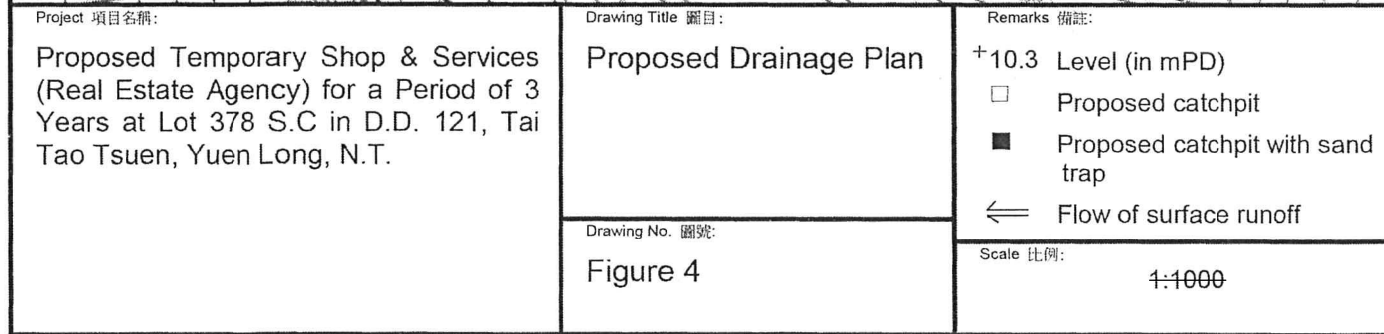 Project 項目名稱:
Proposed Temporary Shop & Services
(Real Estate Agency) for a Period of 3
Years at Lot 378 S.C in D.D. 121, Tai
Tao Tsuen, Yuen Long, N.T.
Drawing Title 圖目:
Proposed Drainage Plan
Drawing No. 圖號:
Figure 4
Remarks 備註:
+10.3 Level (in mPD)
Proposed catchpit
Proposed catchpit with sand
trap
Flow of surface runoff
Scale 比例:
1:1000